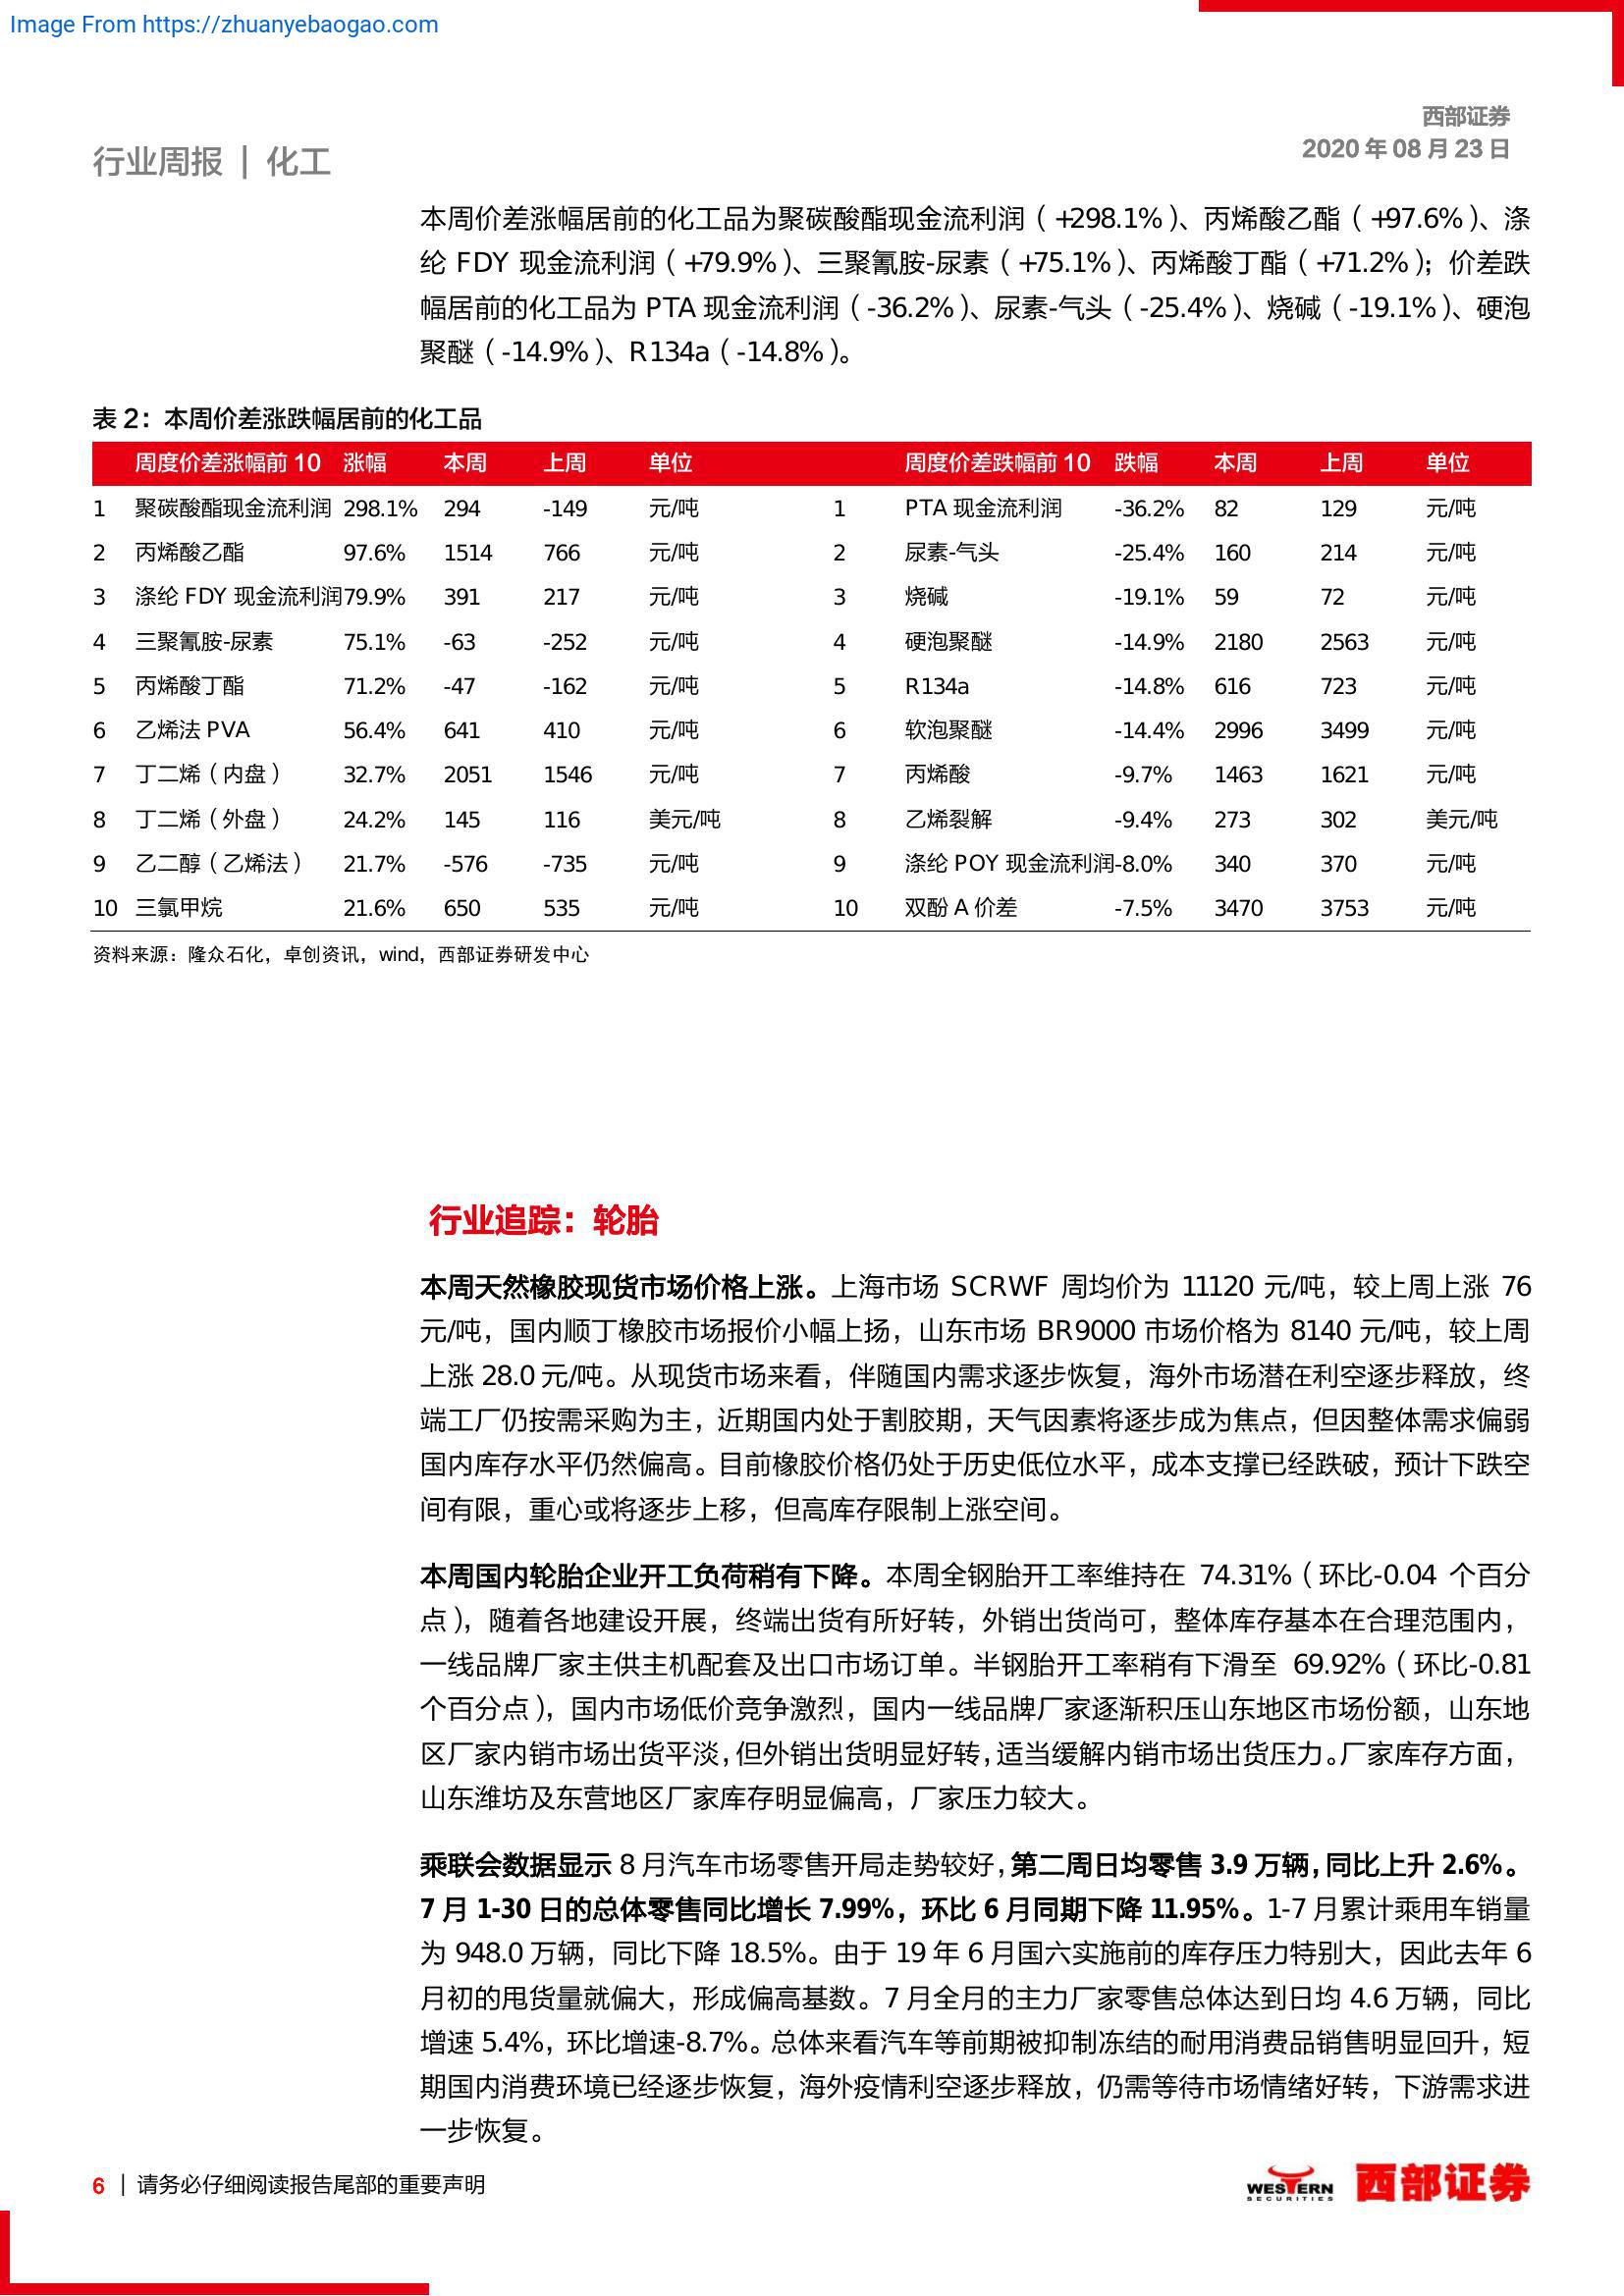 Image From https://zhuanyebaogao.com
西部证券
2020 年 08 月 23 日
行业周报 | 化工
本周价差涨幅居前的化工品为聚碳酸酯现金流利润（+298.1%）、丙烯酸乙酯（+97.6%）、涤
纶 FDY 现金流利润（+79.9%）、三聚氰胺-尿素（+75.1%）、丙烯酸丁酯（+71.2%）；价差跌
幅居前的化工品为 PTA 现金流利润（-36.2%）、尿素-气头（-25.4%）、烧碱（-19.1%）、硬泡
聚醚（-14.9%）、R134a（-14.8%）。
表 2：本周价差涨跌幅居前的化工品
周度价差涨幅前 10 涨幅 本周 上周 单位 周度价差跌幅前 10 跌幅 本周 上周 单位
1 聚碳酸酯现金流利润 298.1% 294 -149 元/吨 1 PTA 现金流利润 -36.2% 82 129 元/吨
2 丙烯酸乙酯 97.6% 1514 766 元/吨 2 尿素-气头 -25.4% 160 214 元/吨
3 涤纶 FDY 现金流利润 79.9% 391 217 元/吨 3 烧碱 -19.1% 59 72 元/吨
4 三聚氰胺-尿素 75.1% -63 -252 元/吨 4 硬泡聚醚 -14.9% 2180 2563 元/吨
5 丙烯酸丁酯 71.2% -47 -162 元/吨 5 R134a -14.8% 616 723 元/吨
6 乙烯法 PVA 56.4% 641 410 元/吨 6 软泡聚醚 -14.4% 2996 3499 元/吨
7 丁二烯（内盘） 32.7% 2051 1546 元/吨 7 丙烯酸 -9.7% 1463 1621 元/吨
8 丁二烯（外盘） 24.2% 145 116 美元/吨 8 乙烯裂解 -9.4% 273 302 美元/吨
9 乙二醇（乙烯法） 21.7% -576 -735 元/吨 9 涤纶 POY 现金流利润 -8.0% 340 370 元/吨
10 三氯甲烷 21.6% 650 535 元/吨 10 双酚 A 价差 -7.5% 3470 3753 元/吨
资料来源：隆众石化，卓创资讯，wind，西部证券研发中心
行业追踪：轮胎
本周天然橡胶现货市场价格上涨。上海市场 SCRWF 周均价为 11120 元/吨，较上周上涨 76
元/吨，国内顺丁橡胶市场报价小幅上扬，山东市场 BR9000 市场价格为 8140 元/吨，较上周
上涨 28.0 元/吨。从现货市场来看，伴随国内需求逐步恢复，海外市场潜在利空逐步释放，终
端工厂仍按需采购为主，近期国内处于割胶期，天气因素将逐步成为焦点，但因整体需求偏弱
国内库存水平仍然偏高。目前橡胶价格仍处于历史低位水平，成本支撑已经跌破，预计下跌空
间有限，重心或将逐步上移，但高库存限制上涨空间。
本周国内轮胎企业开工负荷稍有下降。本周全钢胎开工率维持在 74.31%（环比-0.04 个百分
点），随着各地建设开展，终端出货有所好转，外销出货尚可，整体库存基本在合理范围内，
一线品牌厂家主供主机配套及出口市场订单。半钢胎开工率稍有下滑至 69.92%（环比-0.81
个百分点），国内市场低价竞争激烈，国内一线品牌厂家逐渐积压山东地区市场份额，山东地
区厂家内销市场出货平淡，但外销出货明显好转，适当缓解内销市场出货压力。厂家库存方面，
山东潍坊及东营地区厂家库存明显偏高，厂家压力较大。
乘联会数据显示 8 月汽车市场零售开局走势较好，第二周日均零售 3.9 万辆，同比上升 2.6%。
7 月 1-30 日的总体零售同比增长 7.99%，环比 6 月同期下降 11.95%。1-7 月累计乘用车销量
为 948.0 万辆，同比下降 18.5%。由于 19 年 6 月国六实施前的库存压力特别大，因此去年 6
月初的甩货量就偏大，形成偏高基数。7 月全月的主力厂家零售总体达到日均 4.6 万辆，同比
增速 5.4%，环比增速-8.7%。总体来看汽车等前期被抑制冻结的耐用消费品销售明显回升，短
期国内消费环境已经逐步恢复，海外疫情利空逐步释放，仍需等待市场情绪好转，下游需求进
一步恢复。
6 | 请务必仔细阅读报告尾部的重要声明
WESTERN
SECURITIES
西部证券